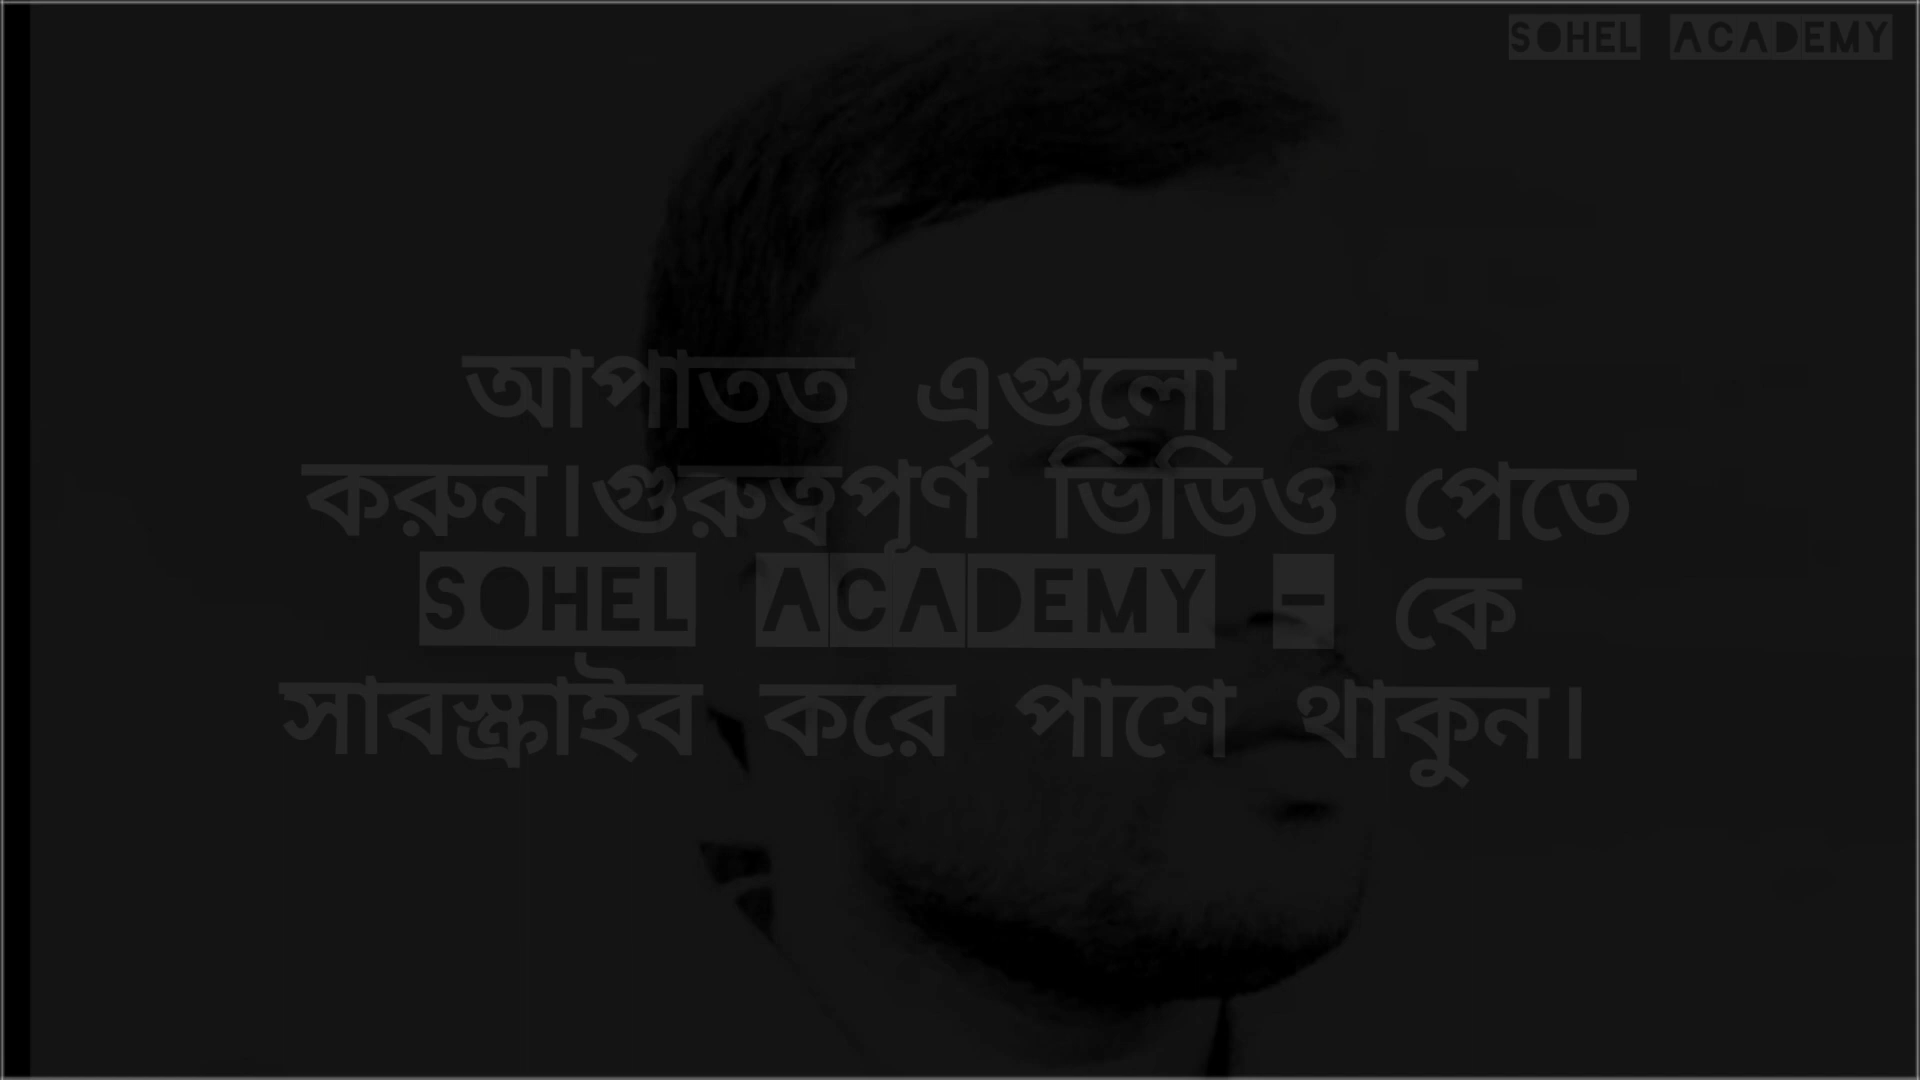 SOHEL ACADEMY
আপাতত এগুলো শেষ
করুন।গুরুত্বপূর্ণ ভিডিও পেতে
SOHEL ACADEMY - কে
সাবস্ক্রাইব করে পাশে থাকুন।